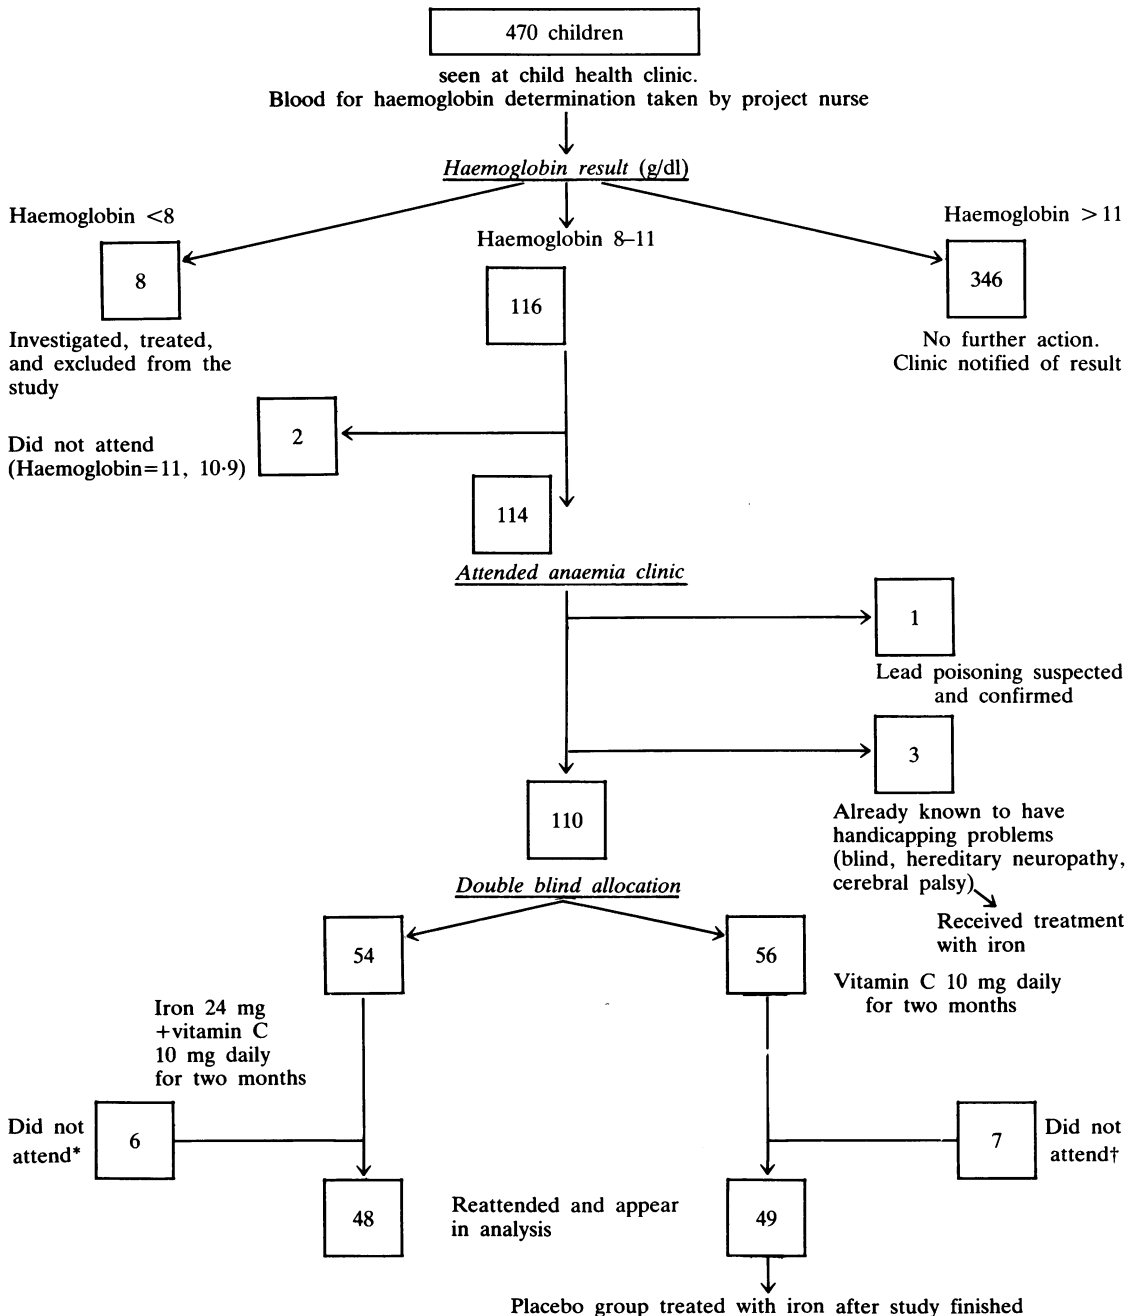 470 children
seen at child health clinic.
Blood for haemoglobin determination taken by project nurse
Haemoglobin result (g/dl)
Haemoglobin <8
Haemoglobin 8–11
Haemoglobin >11
8
116
346
Investigated, treated,
and excluded from the
study
No further action.
Clinic notified of result
2
Did not attend
(Haemoglobin=11, 10·9)
114
Attended anaemia clinic
1
Lead poisoning suspected
and confirmed
3
110
Already known to have
handicapping problems
(blind, hereditary neuropathy,
cerebral palsy)
Received treatment
with iron
Double blind allocation
54
56
Iron 24 mg
+vitamin C
10 mg daily
for two months
Vitamin C 10 mg daily
for two months
Did not
attend*
6
7
Did not
attend†
48
Reattended and appear
in analysis
49
Placebo group treated with iron after study finished